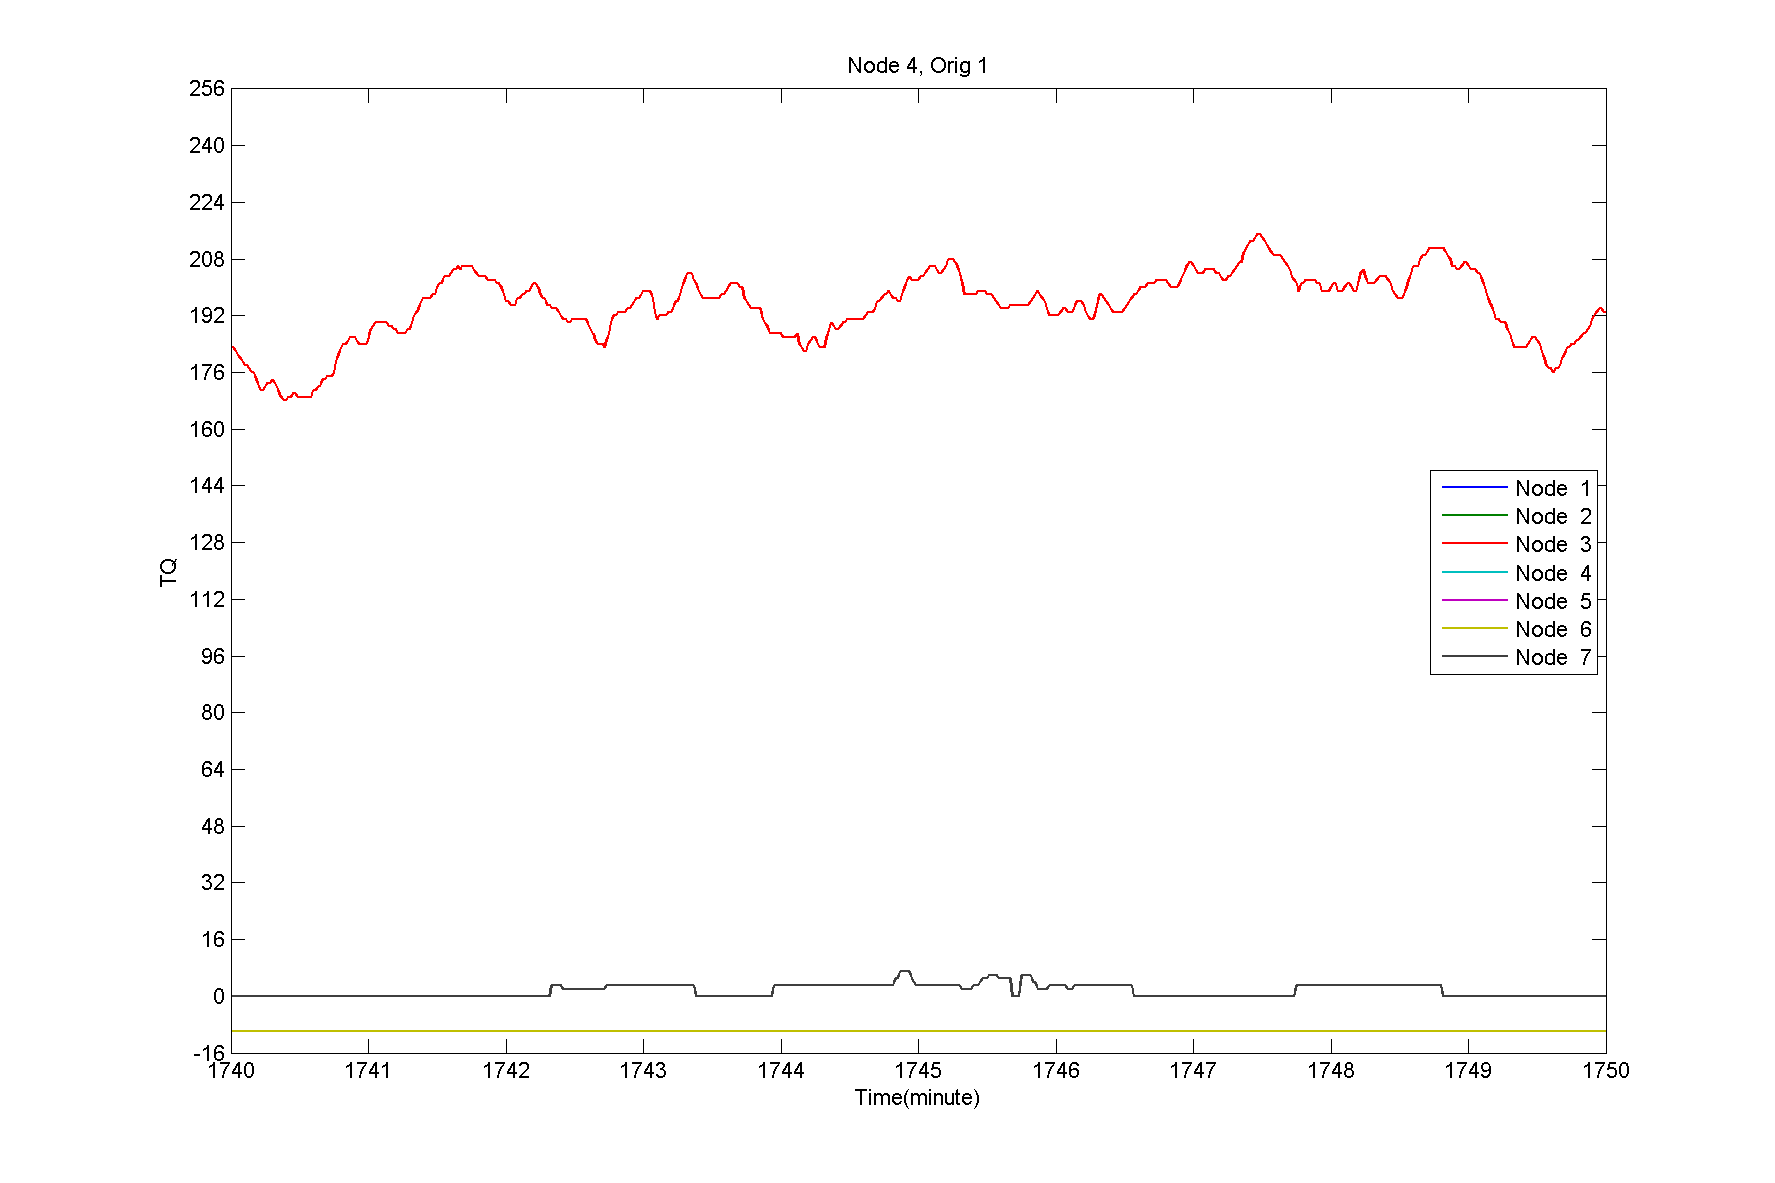 Node 4, Orig 1
256
240
224
208
192
176
160
144
128
112
96
80
64
48
32
16
0
-16
TQ
Node 1
Node 2
Node 3
Node 4
Node 5
Node 6
Node 7
1740 1741 1742 1743 1744 1745 1746 1747 1748 1749 1750
Time(minute)